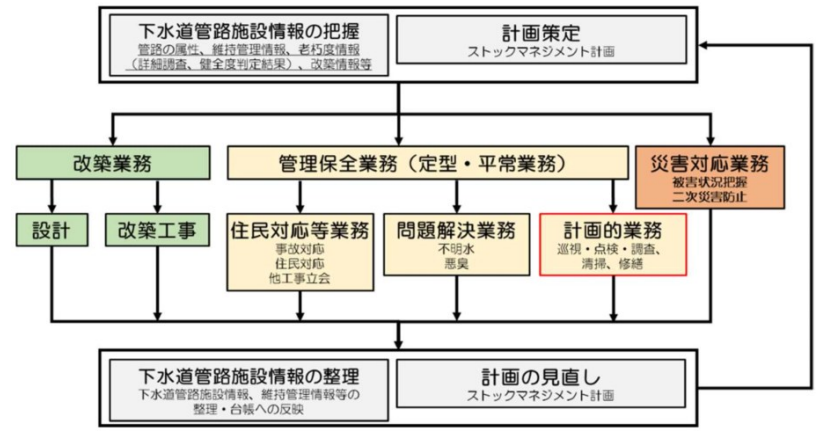 下水道管路施設情報の把握
管路の属性、維持管理情報、老朽度情報
（詳細調査、健全度判定結果）、改築情報等
計画策定
ストックマネジメント計画
改築業務
管理保全業務（定型・平常業務）
災害対応業務
被害状況把握
二次災害防止
設計
改築工事
住民対応等業務
事故対応
住民対応
他工事立会
問題解決業務
不明水
悪臭
計画的業務
巡視・点検・調査、
清掃、修繕
下水道管路施設情報の整理
下水道管路施設情報、維持管理情報等の
整理・台帳への反映
計画の見直し
ストックマネジメント計画